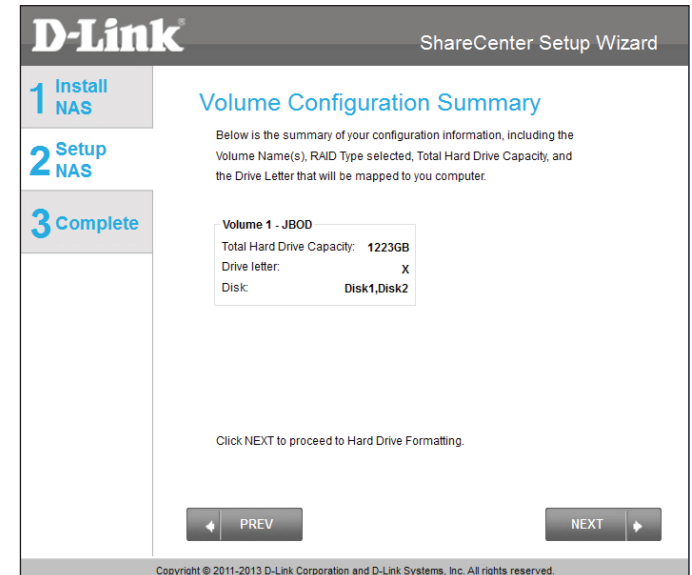 D-Link®
ShareCenter Setup Wizard
1 Install
NAS
2 Setup
NAS
3 Complete
Volume Configuration Summary
Below is the summary of your configuration information, including the
Volume Name(s), RAID Type selected, Total Hard Drive Capacity, and
the Drive Letter that will be mapped to you computer.
Volume 1 - JBOD
Total Hard Drive Capacity: 1223GB
Drive letter: X
Disk: Disk1,Disk2
Click NEXT to proceed to Hard Drive Formatting.
PREV
NEXT
Copyright © 2011-2013 D-Link Corporation and D-Link Systems, Inc. All rights reserved.